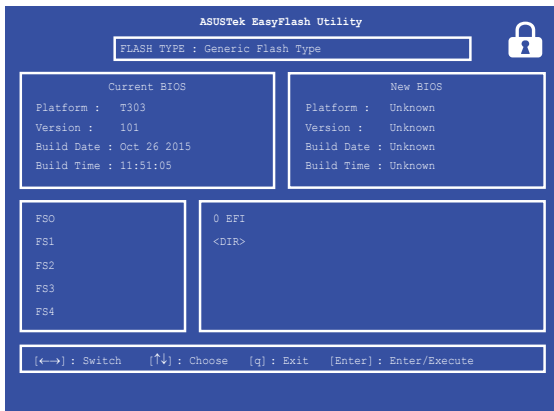 ASUSTek EasyFlash Utility
FLASH TYPE : Generic Flash Type
Current BIOS
Platform : T303
Version : 101
Build Date : Oct 26 2015
Build Time : 11:51:05
New BIOS
Platform : Unknown
Version : Unknown
Build Date : Unknown
Build Time : Unknown
FSO
FS1
FS2
FS3
FS4
0 EFI
<DIR>
[←→] : Switch [↑↓] : Choose [q] : Exit [Enter] : Enter/Execute